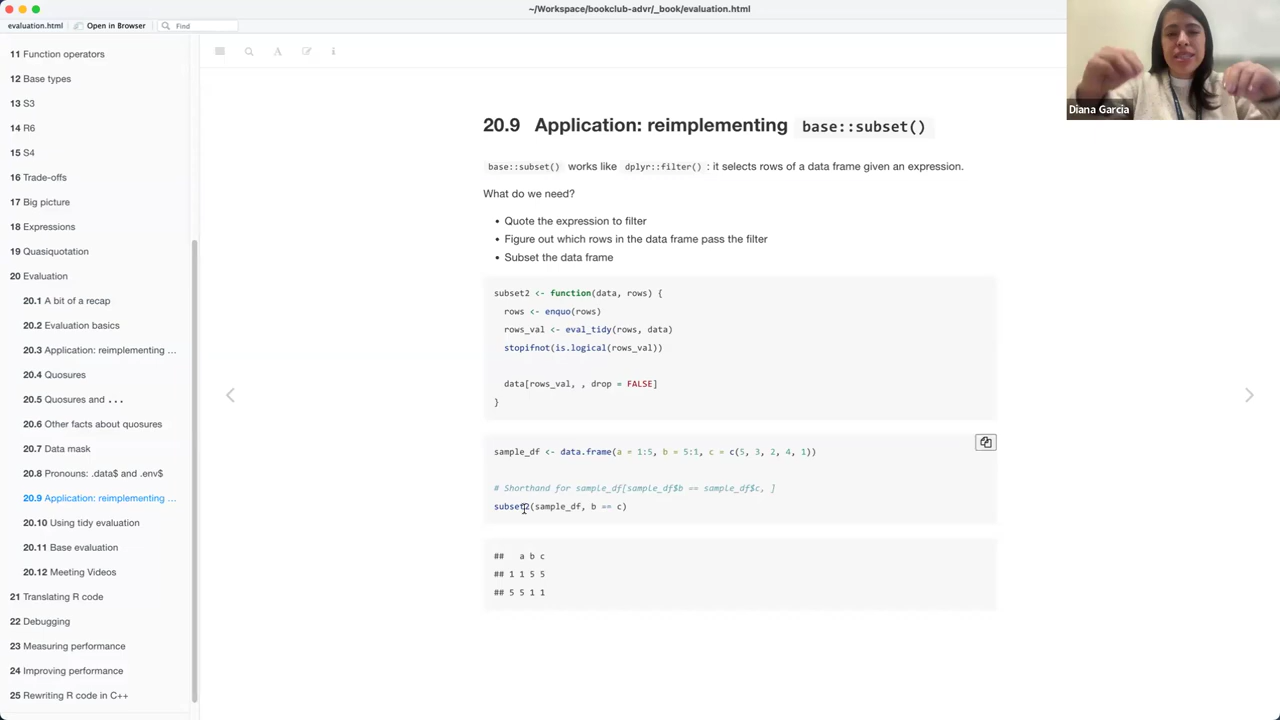 ~/Workspace/bookclub-advr/_book/evaluation.html
evaluation.html
Open in Browser
Find
Diana Garcia
11 Function operators
12 Base types
13 S3
14 R6
15 S4
16 Trade-offs
17 Big picture
18 Expressions
19 Quasiquotation
20 Evaluation
20.1 A bit of a recap
20.2 Evaluation basics
20.3 Application: reimplementing ...
20.4 Quosures
20.5 Quosures and ...
20.6 Other facts about quosures
20.7 Data mask
20.8 Pronouns: .data$ and .env$
20.9 Application: reimplementing ...
20.10 Using tidy evaluation
20.11 Base evaluation
20.12 Meeting Videos
21 Translating R code
22 Debugging
23 Measuring performance
24 Improving performance
25 Rewriting R code in C++
20.9 Application: reimplementing base::subset()
base::subset() works like dplyr::filter() : it selects rows of a data frame given an expression.
What do we need?
• Quote the expression to filter
• Figure out which rows in the data frame pass the filter
• Subset the data frame
subset2 <- function(data, rows) {
rows <- enquo(rows)
rows_val <- eval_tidy(rows, data)
stopifnot(is.logical(rows_val))
data[rows_val, , drop = FALSE]
}
sample_df <- data.frame(a = 1:5, b = 5:1, c = c(5, 3, 2, 4, 1))
# Shorthand for sample_df[sample_df$b == sample_df$c, ]
subset2(sample_df, b == c)
## a b c
## 1 1 5 5
## 5 5 1 1